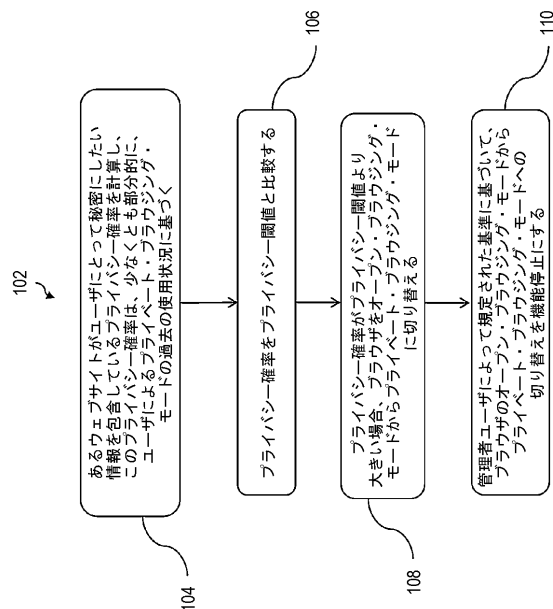 102
あるウェブサイトがユーザにとって秘密にしたい
情報を包含しているプライバシー確率を計算し、
このプライバシー確率は、少なくとも部分的に、
ユーザによるプライベート・ブラウジング・
モードの過去の使用状況に基づく
104
プライバシー確率をプライバシー閾値と比較する
106
プライバシー確率がプライバシー閾値より
大きい場合、ブラウザをオープン・ブラウジング・
モードからプライベート・ブラウジング・モード
に切り替える
108
管理者ユーザによって規定された基準に基づいて、
ブラウザのオープン・ブラウジング・モードから
プライベート・ブラウジング・モードへの
切り替えを機能停止にする
110